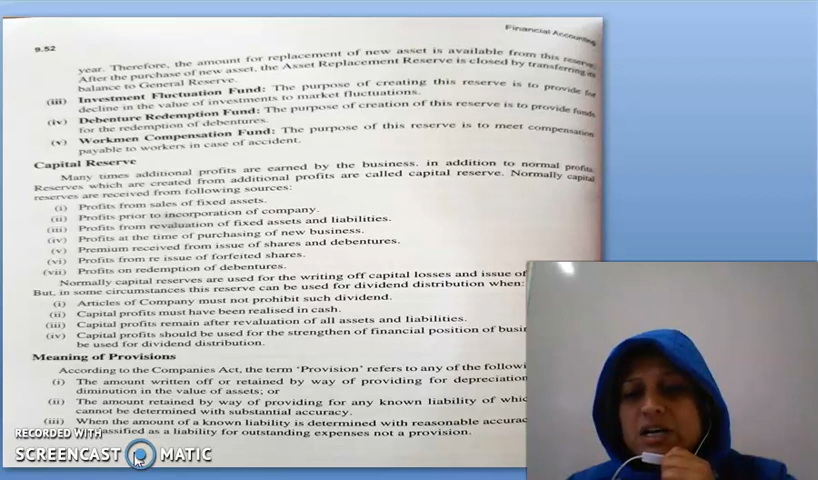 Financial Accounting
9.52
year. Therefore, the amount for replacement of new asset is available from this reserve.
After the purchase of new asset, the Asset Replacement Reserve is closed by transferring its
balance to General Reserve.
(iii) Investment Fluctuation Fund: The purpose of creating this reserve is to provide for
decline in the value of investments to market fluctuations.
(iv) Debenture Redemption Fund: The purpose of creation of this reserve is to provide funds
for the redemption of debentures.
(v) Workmen Compensation Fund: The purpose of this reserve is to meet compensation
payable to workers in case of accident.
Capital Reserve
Many times additional profits are earned by the business. in addition to normal profits.
Reserves which are created from additional profits are called capital reserve. Normally capital
reserves are received from following sources:
(i) Profits from sales of fixed assets.
(ii) Profits prior to incorporation of company.
(iii) Profits from revaluation of fixed assets and liabilities.
(iv) Profits at the time of purchasing of new business.
(v) Premium received from issue of shares and debentures.
(vi) Profits from re issue of forfeited shares.
(vii) Profits on redemption of debentures.
Normally capital reserves are used for the writing off capital losses and issue of
But, in some circumstances this reserve can be used for dividend distribution when:
(i) Articles of Company must not prohibit such dividend.
(ii) Capital profits must have been realised in cash.
(iii) Capital profits remain after revaluation of all assets and liabilities.
(iv) Capital profits should be used for the strengthen of financial position of busin
be used for dividend distribution.
Meaning of Provisions
According to the Companies Act, the term 'Provision' refers to any of the followi
(i) The amount written off or retained by way of providing for depreciation
diminution in the value of assets; or
(ii) The amount retained by way of providing for any known liability of whic
cannot be determined with substantial accuracy.
(iii) When the amount of a known liability is determined with reasonable accurac
classified as a liability for outstanding expenses not a provision.
RECORDED WITH
SCREENCAST MATIC